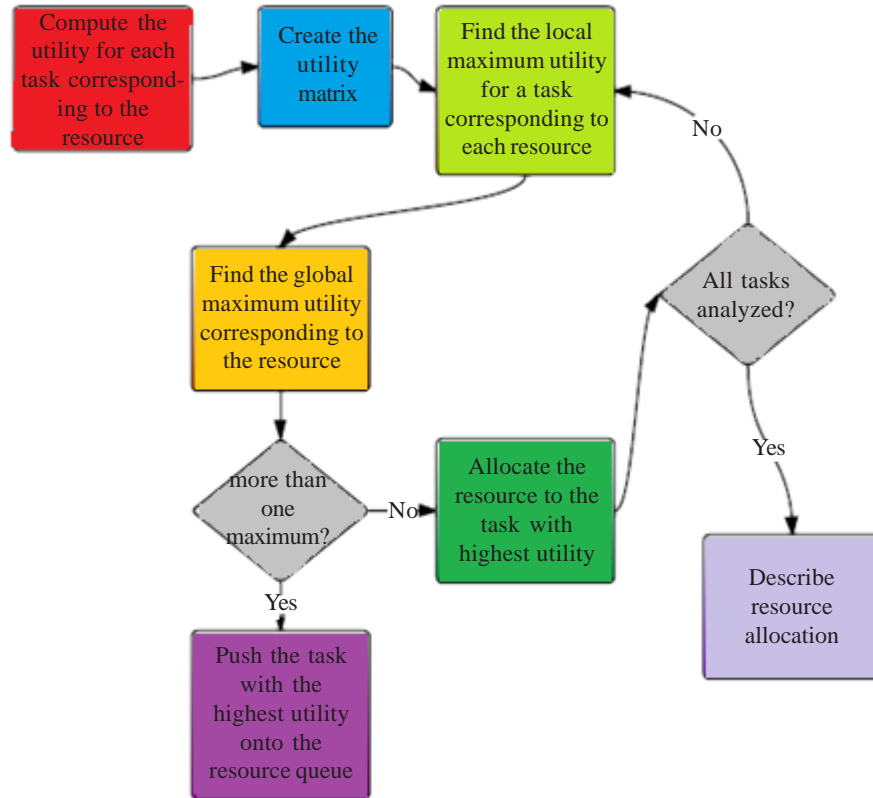 Compute the
utility for each
task correspond-
ing to the
resource
Create the
utility
matrix
Find the local
maximum utility
for a task
corresponding to
each resource
No
Find the global
maximum utility
corresponding to
the resource
All tasks
analyzed?
more than
one
maximum?
No
Allocate the
resource to the
task with
highest utility
Yes
Yes
Describe
resource
allocation
Push the task
with the
highest utility
onto the
resource queue